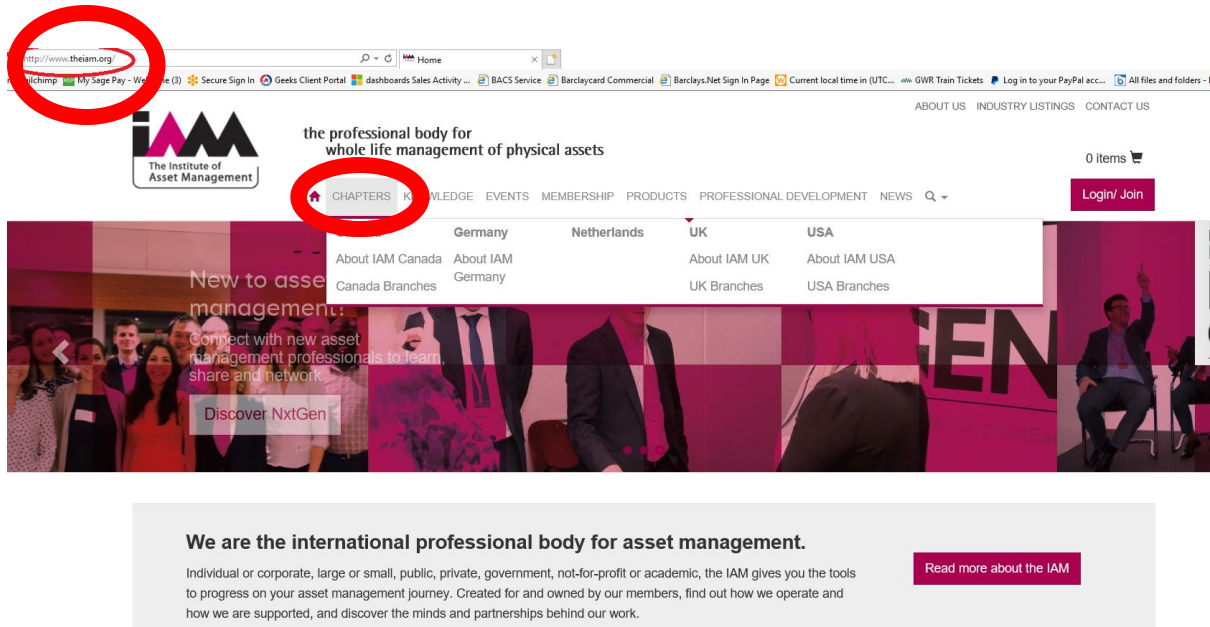 http://www.theiam.org/
Home
My Sage Pay - Welcome (3) Secure Sign In Geeks Client Portal dashboards Sales Activity ... BACS Service Barclaycard Commercial Barclays.Net Sign In Page Current local time in (UTC... GWR Train Tickets Log in to your PayPal acc... All files and folders -
ABOUT US INDUSTRY LISTINGS CONTACT US
iAM
The Institute of
Asset Management
the professional body for
whole life management of physical assets
0 items
CHAPTERS KNOWLEDGE EVENTS MEMBERSHIP PRODUCTS PROFESSIONAL DEVELOPMENT NEWS
Login/ Join
Germany Netherlands UK USA
About IAM Canada About IAM Germany About IAM UK About IAM USA
Canada Branches UK Branches USA Branches
New to asse
management?
Connect with new asset
management professionals to learn,
share and network.
Discover NxtGen
GEN
We are the international professional body for asset management.
Individual or corporate, large or small, public, private, government, not-for-profit or academic, the IAM gives you the tools
to progress on your asset management journey. Created for and owned by our members, find out how we operate and
how we are supported, and discover the minds and partnerships behind our work.
Read more about the IAM